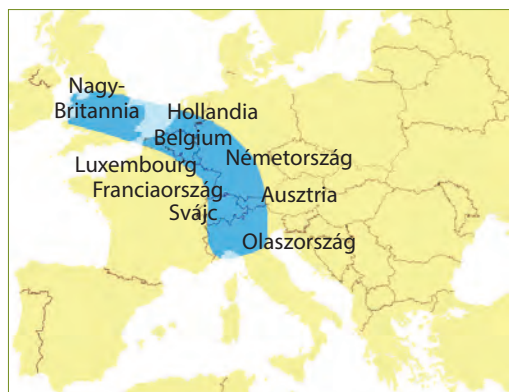 Nagy-
Britannia
Hollandia
Belgium
Németország
Luxembourg
Franciaország
Ausztria
Svájc
Olaszország